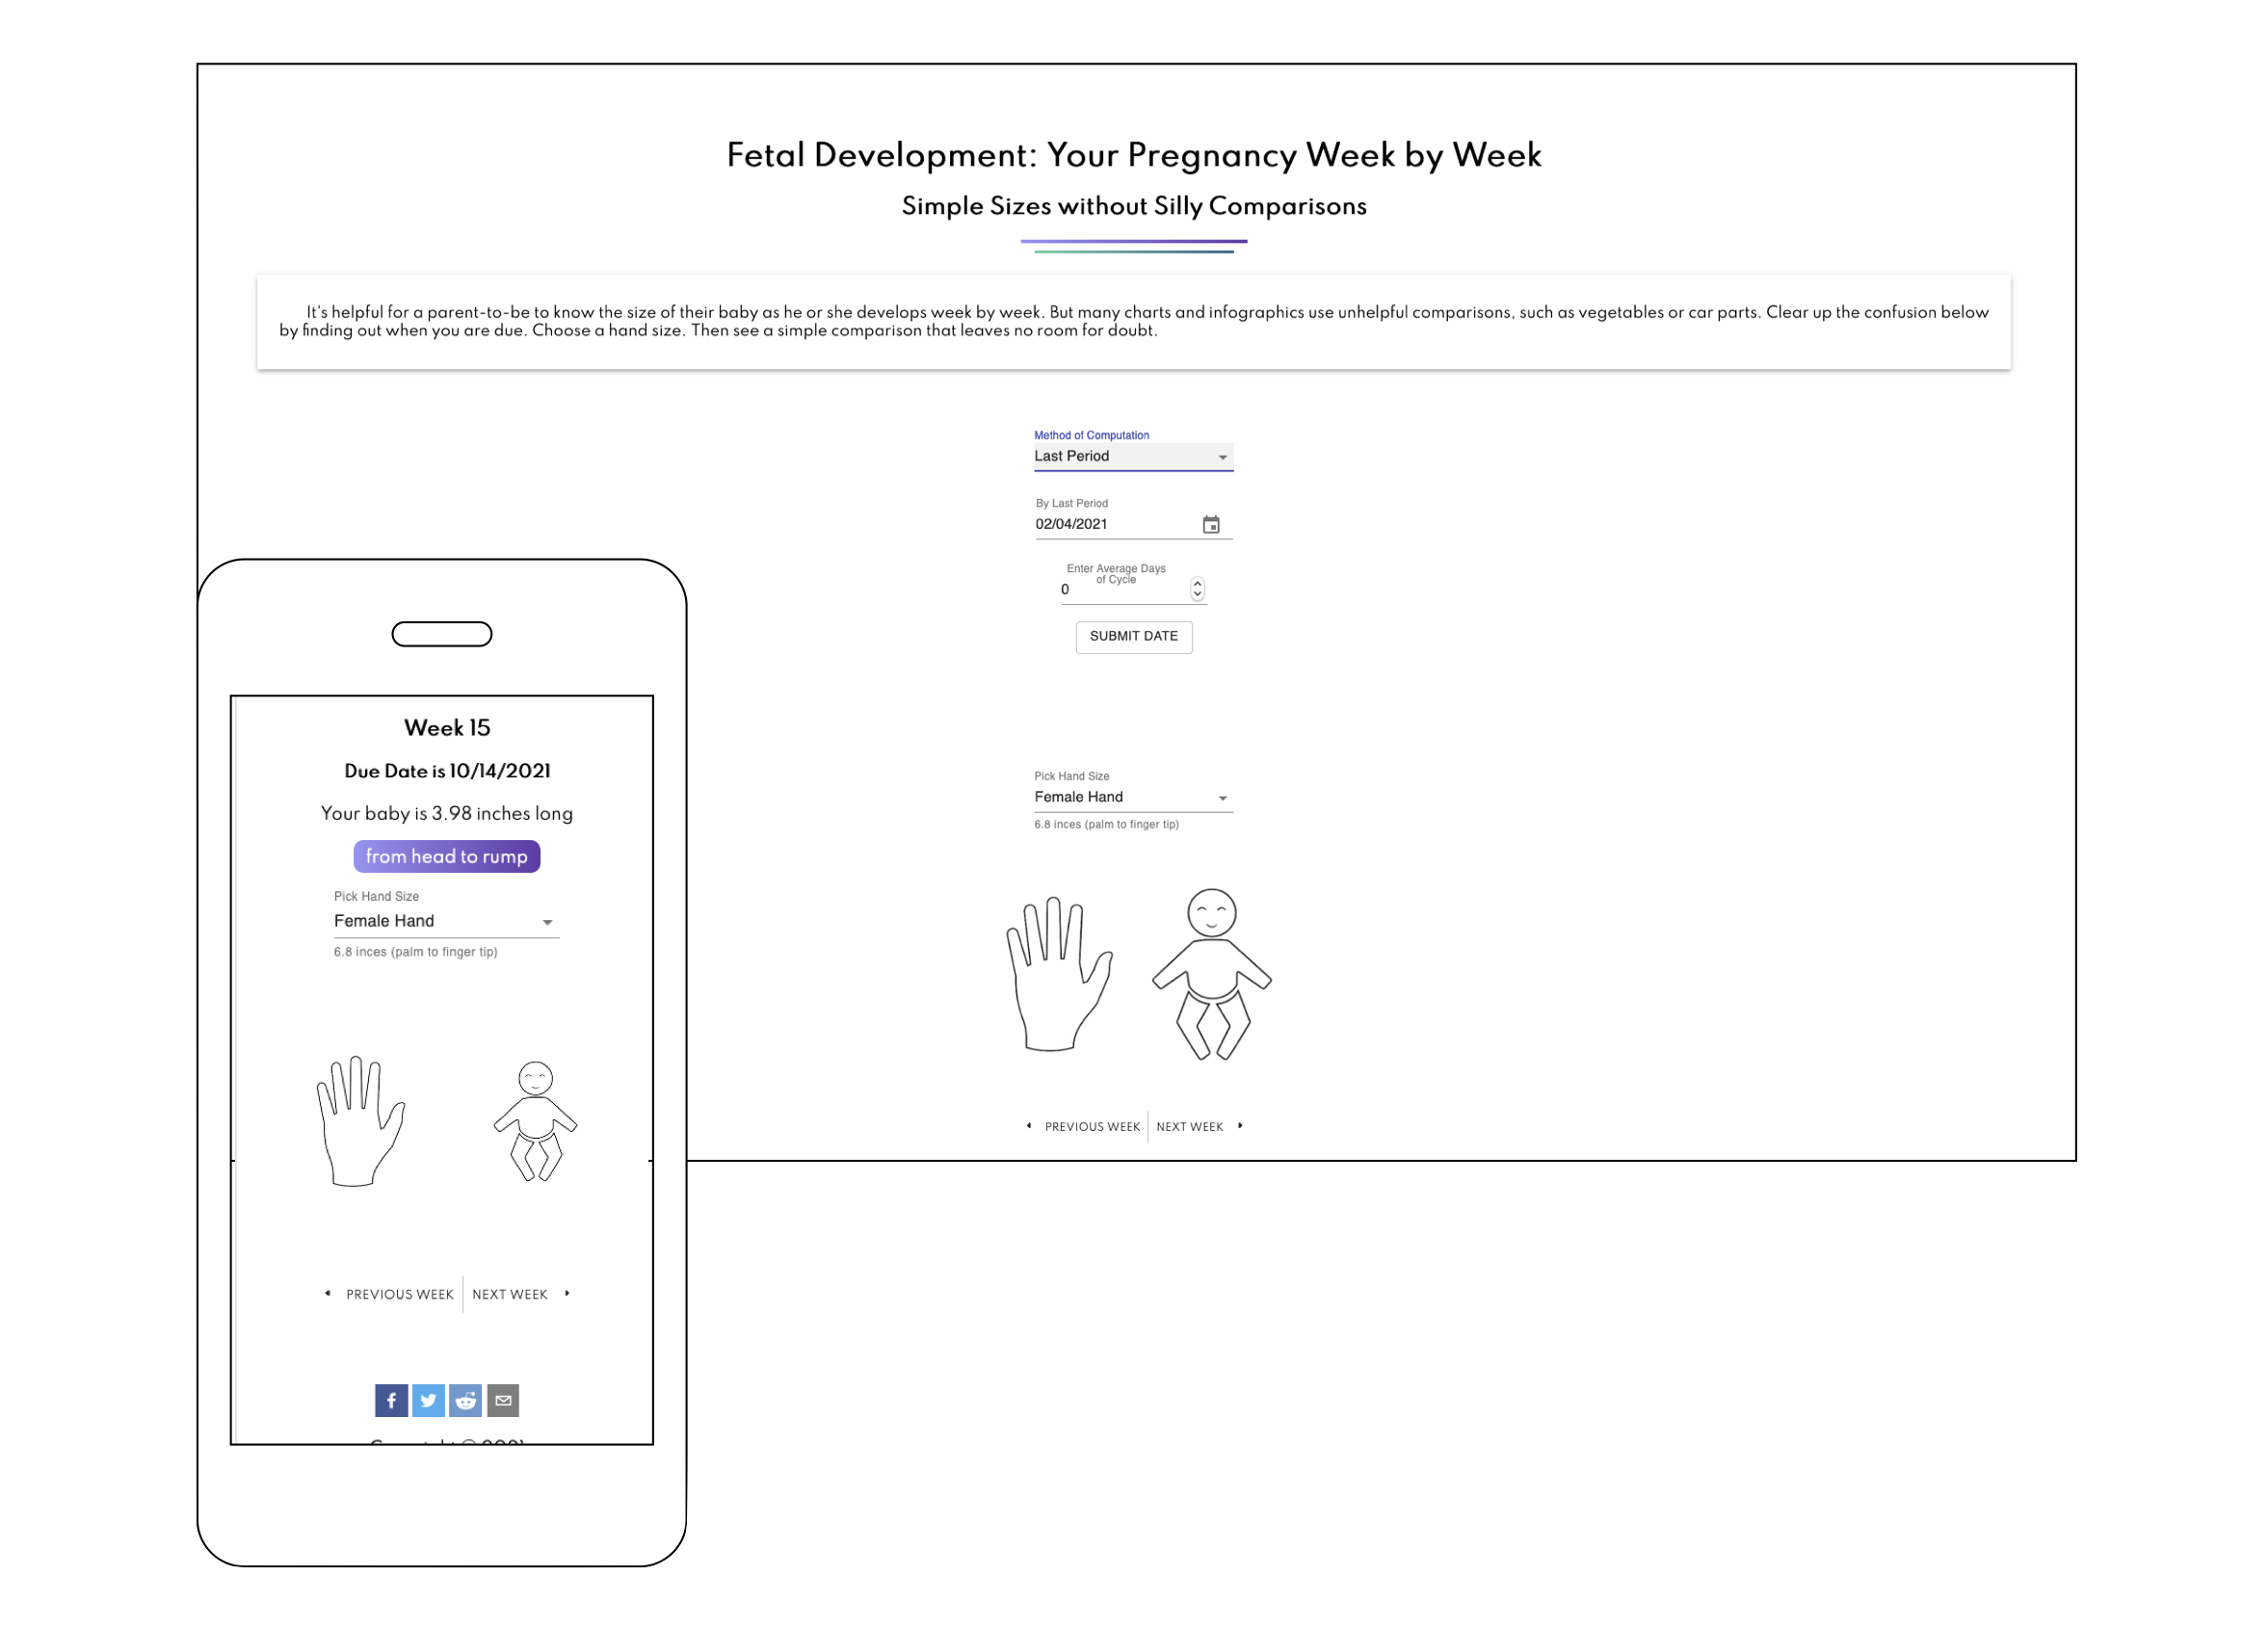 Fetal Development: Your Pregnancy Week by Week
Simple Sizes without Silly Comparisons
It's helpful for a parent-to-be to know the size of their baby as he or she develops week by week. But many charts and infographics use unhelpful comparisons, such as vegetables or car parts. Clear up the confusion below
by finding out when you are due. Choose a hand size. Then see a simple comparison that leaves no room for doubt.
Method of Computation
Last Period
By Last Period
02/04/2021
Enter Average Days
of Cycle
0
SUBMIT DATE
Pick Hand Size
Female Hand
6.8 inces (palm to finger tip)
PREVIOUS WEEK
NEXT WEEK
Week 15
Due Date is 10/14/2021
Your baby is 3.98 inches long
from head to rump
Pick Hand Size
Female Hand
6.8 inces (palm to finger tip)
PREVIOUS WEEK
NEXT WEEK